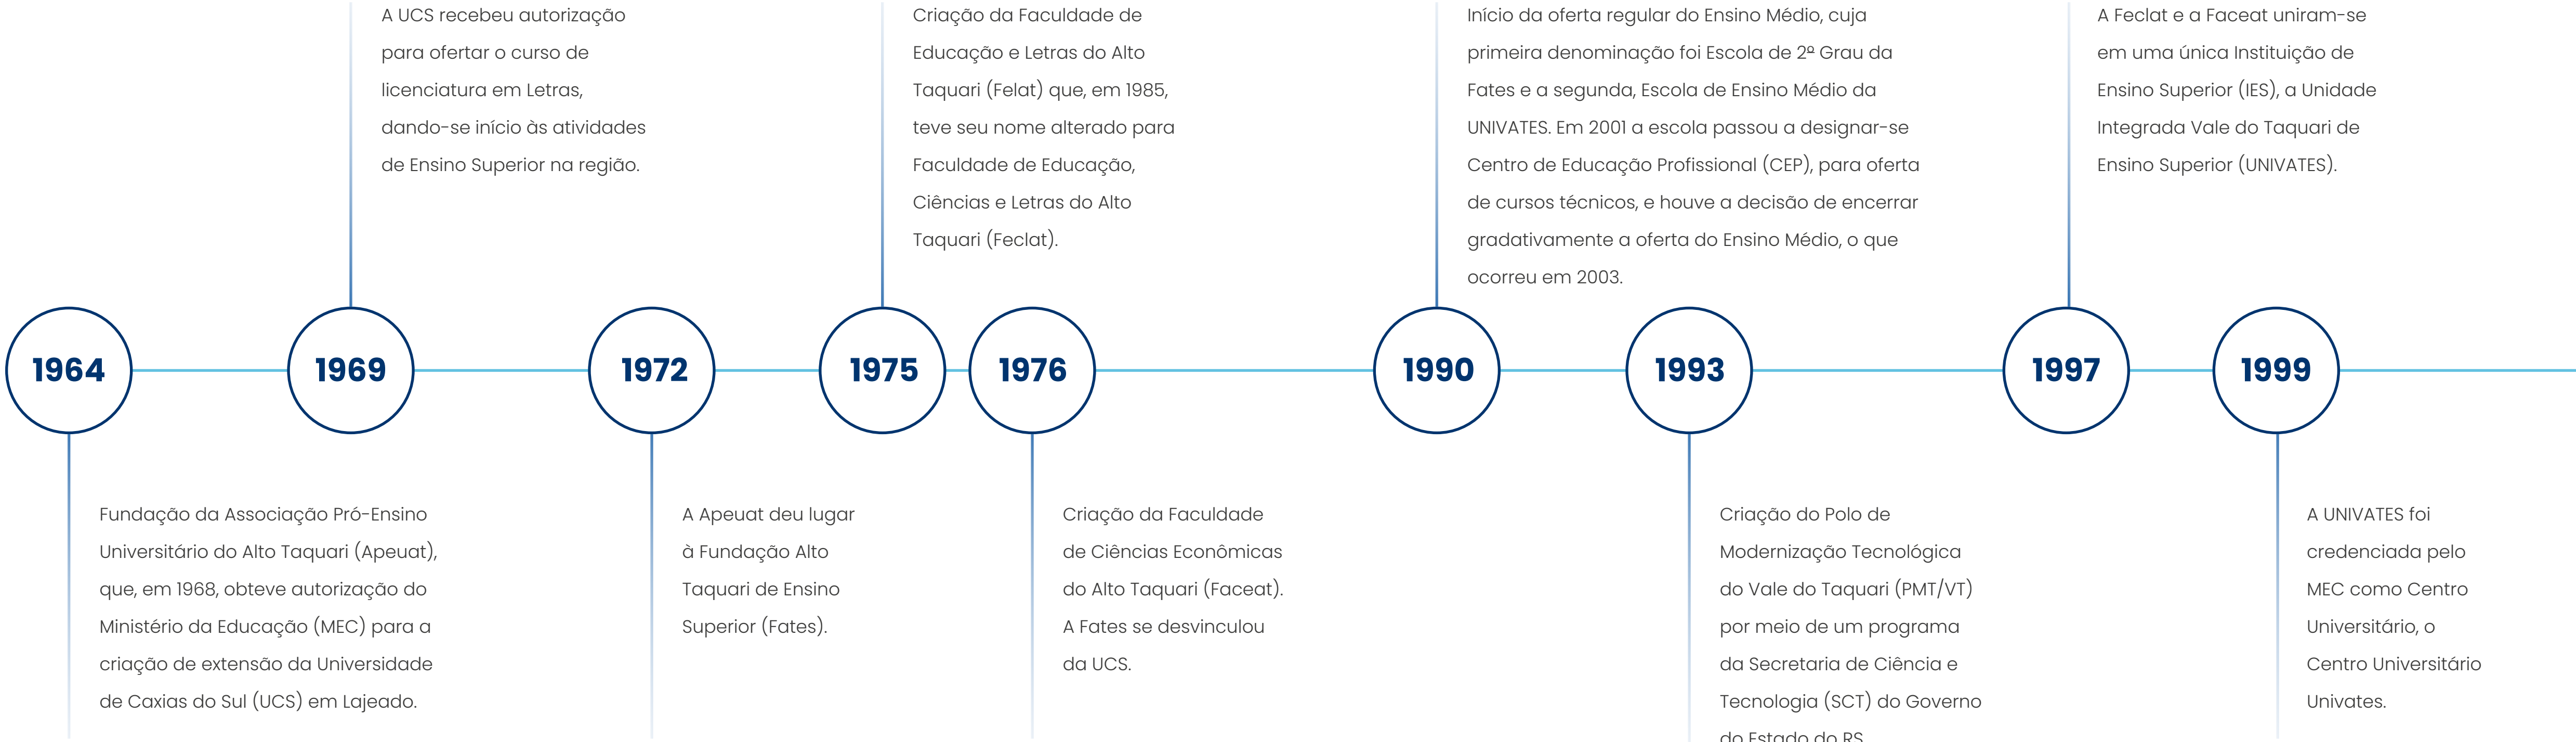 A UCS recebeu autorização
para ofertar o curso de
licenciatura em Letras,
dando-se início às atividades
de Ensino Superior na região.
Criação da Faculdade de
Educação e Letras do Alto
Taquari (Felat) que, em 1985,
teve seu nome alterado para
Faculdade de Educação,
Ciências e Letras do Alto
Taquari (Feclat).
Início da oferta regular do Ensino Médio, cuja
primeira denominação foi Escola de 2º Grau da
Fates e a segunda, Escola de Ensino Médio da
UNIVATES. Em 2001 a escola passou a designar-se
Centro de Educação Profissional (CEP), para oferta
de cursos técnicos, e houve a decisão de encerrar
gradativamente a oferta do Ensino Médio, o que
ocorreu em 2003.
A Feclat e a Faceat uniram-se
em uma única Instituição de
Ensino Superior (IES), a Unidade
Integrada Vale do Taquari de
Ensino Superior (UNIVATES).
1964
1969
1972
1975
1976
1990
1993
1997
1999
Fundação da Associação Pró-Ensino
Universitário do Alto Taquari (Apeuat),
que, em 1968, obteve autorização do
Ministério da Educação (MEC) para a
criação de extensão da Universidade
de Caxias do Sul (UCS) em Lajeado.
A Apeuat deu lugar
à Fundação Alto
Taquari de Ensino
Superior (Fates).
Criação da Faculdade
de Ciências Econômicas
do Alto Taquari (Faceat).
A Fates se desvinculou
da UCS.
Criação do Polo de
Modernização Tecnológica
do Vale do Taquari (PMT/VT)
por meio de um programa
da Secretaria de Ciência e
Tecnologia (SCT) do Governo
do Estado do RS
A UNIVATES foi
credenciada pelo
MEC como Centro
Universitário, o
Centro Universitário
Univates.